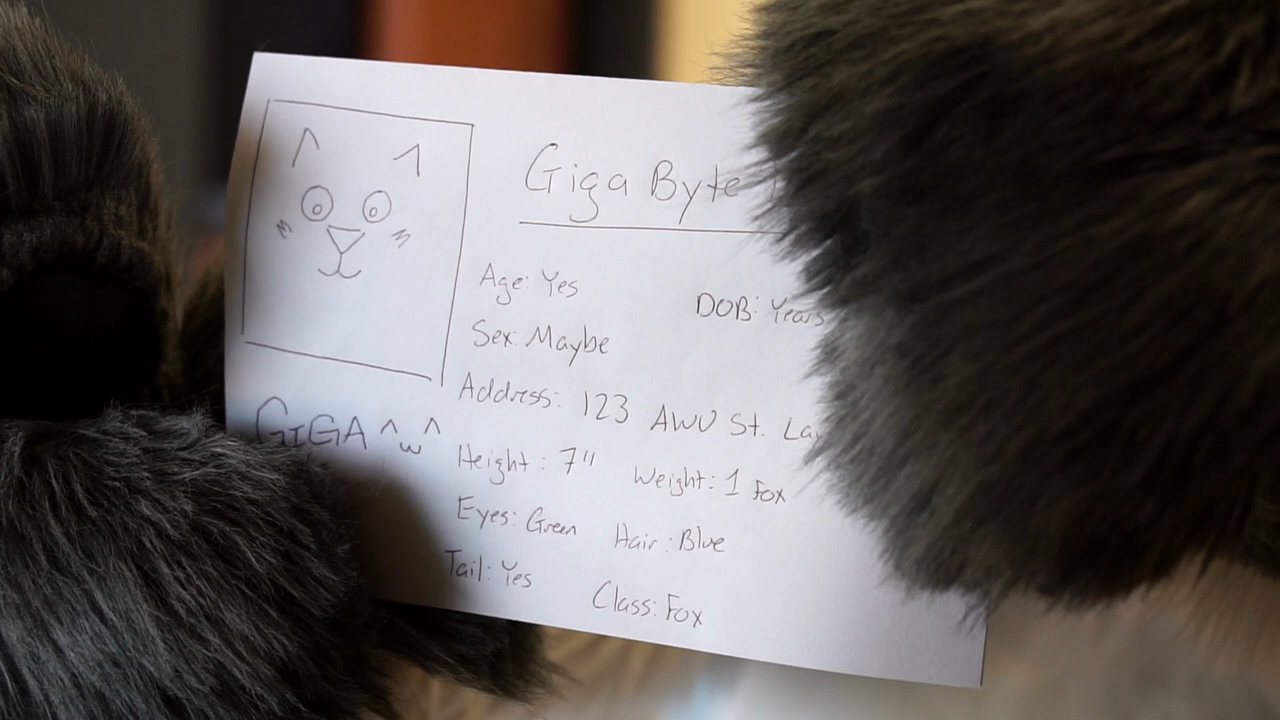 Giga Byte
Age: Yes
DOB: Years
Sex: Maybe
Address: 123 AWU St.
Height: 7" Weight: 1 Fox
Eyes: Green Hair: Blue
Tail: Yes Class: Fox
GIGA ^w^